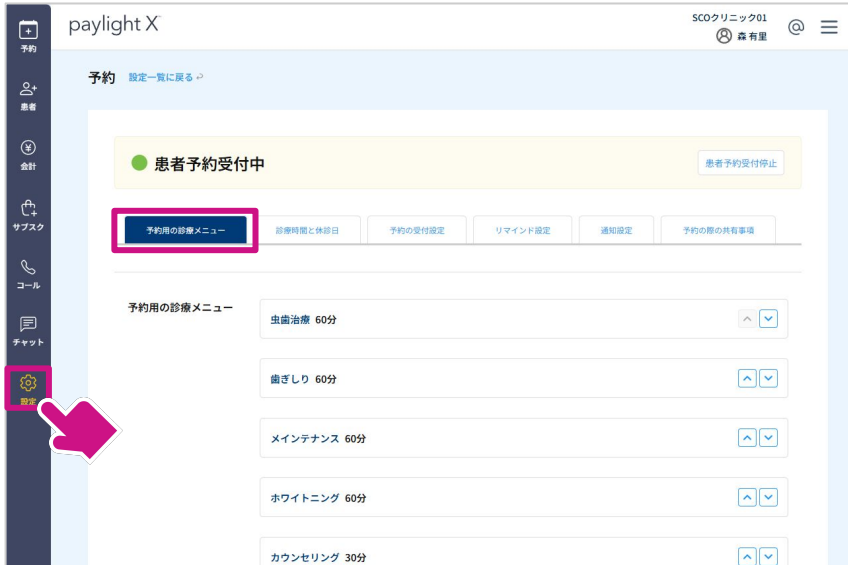 paylight X
SCOクリニック01
森 有里
予約
患者
会計
サブスク
コール
チャット
設定
予約 設定一覧に戻る
患者予約受付中
患者予約受付停止
予約用の診療メニュー 診療時間と休診日 予約の受付設定 リマインド設定 通知設定 予約の際の共有事項
予約用の診療メニュー
虫歯治療 60分
歯ぎしり 60分
メインテナンス 60分
ホワイトニング 60分
カウンセリング 30分